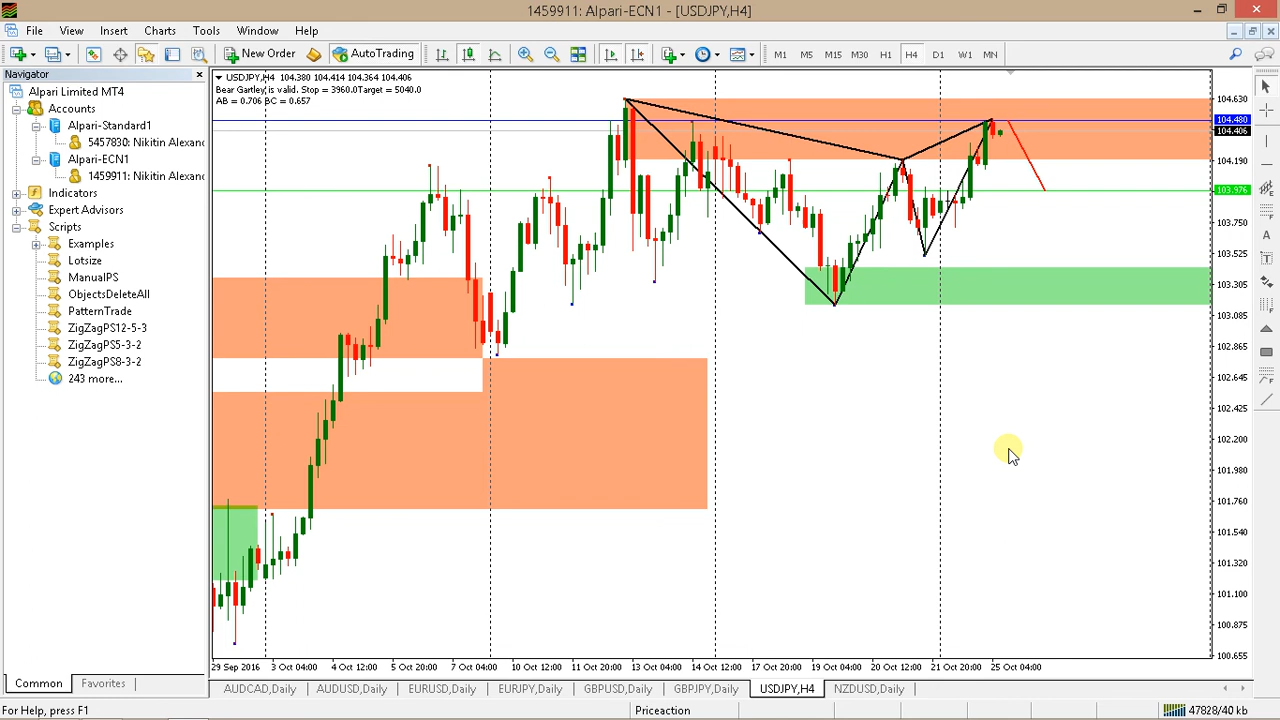 1459911: Alpari-ECN1 - [USDJPY,H4]
File View Insert Charts Tools Window Help
New Order AutoTrading M1 M5 M15 M30 H1 H4 D1 W1 MN
Navigator
Alpari Limited MT4
Accounts
Alpari-Standard1
5457830: Nikitin Alexand
Alpari-ECN1
1459911: Nikitin Alexand
Indicators
Expert Advisors
Scripts
Examples
Lotsize
ManualPS
ObjectsDeleteAll
PatternTrade
ZigZagPS12-5-3
ZigZagPS5-3-2
ZigZagPS8-3-2
243 more...
Common Favorites
USDJPY,H4 104.380 104.414 104.364 104.406
Bear Gartley is valid. Stop = 3960.0Target = 5040.0
AB = 0.706 BC = 0.657
104.630
104.480
104.406
104.190
103.976
103.750
103.525
103.305
103.085
102.865
102.645
102.425
102.200
101.980
101.760
101.540
101.320
101.100
100.875
100.655
29 Sep 2016 3 Oct 04:00 4 Oct 12:00 5 Oct 20:00 7 Oct 04:00 10 Oct 12:00 11 Oct 20:00 13 Oct 04:00 14 Oct 12:00 17 Oct 20:00 19 Oct 04:00 20 Oct 12:00 21 Oct 20:00 25 Oct 04:00
AUDCAD,Daily AUDUSD,Daily EURUSD,Daily EURJPY,Daily GBPUSD,Daily GBPJPY,Daily USDJPY,H4 NZDUSD,Daily
For Help, press F1 Priceaction 47828/40 kb